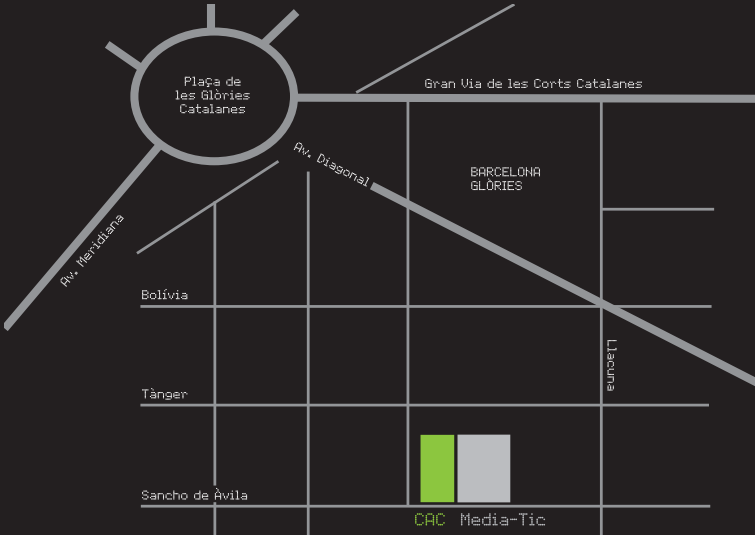 Plaça de
les Glòries
Catalanes
Gran Via de les Corts Catalanes
Av. Diagonal
BARCELONA
GLÒRIES
Av. Meridiana
Bolívia
Llacuna
Tànger
Sancho de Àvila
CAC Media-Tic